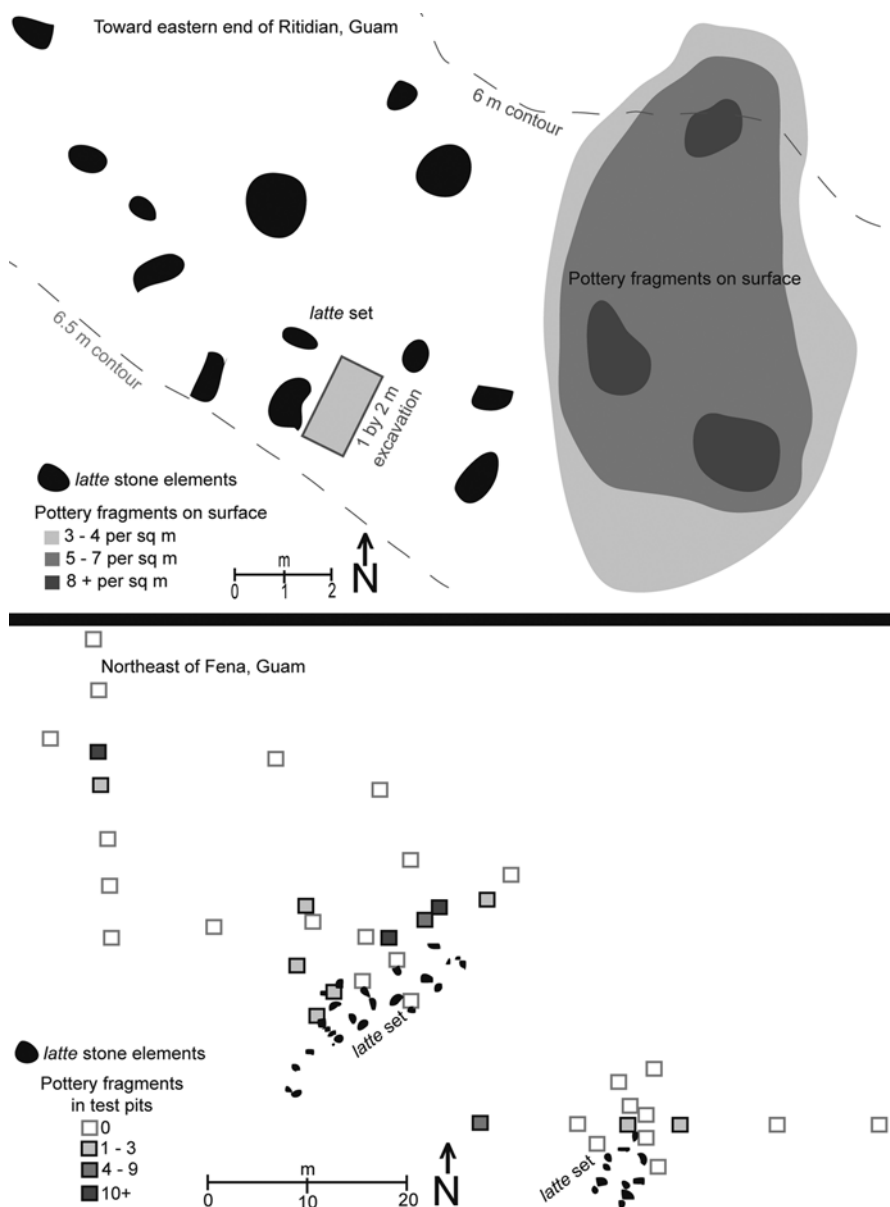 Toward eastern end of Ritidian, Guam
6 m contour
Pottery fragments on surface
6.5 m contour
latte set
1 by 2 m
excavation
latte stone elements
Pottery fragments on surface
3 - 4 per sq m
5 - 7 per sq m
8 + per sq m
m
0 1 2
N
Northeast of Fena, Guam
latte set
latte stone elements
Pottery fragments
in test pits
0
1 - 3
4 - 9
10+
m
0 10 20
N
latte set